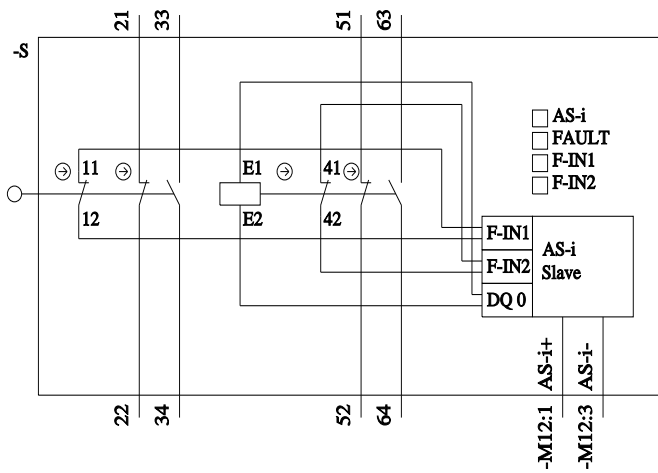 21
33
51
63
-S
AS-i
FAULT
F-IN1
F-IN2
11
E1
41
12
E2
42
F-IN1
F-IN2
DQ 0
AS-i
Slave
22
34
52
64
-M12:1 AS-i+
-M12:3 AS-i-